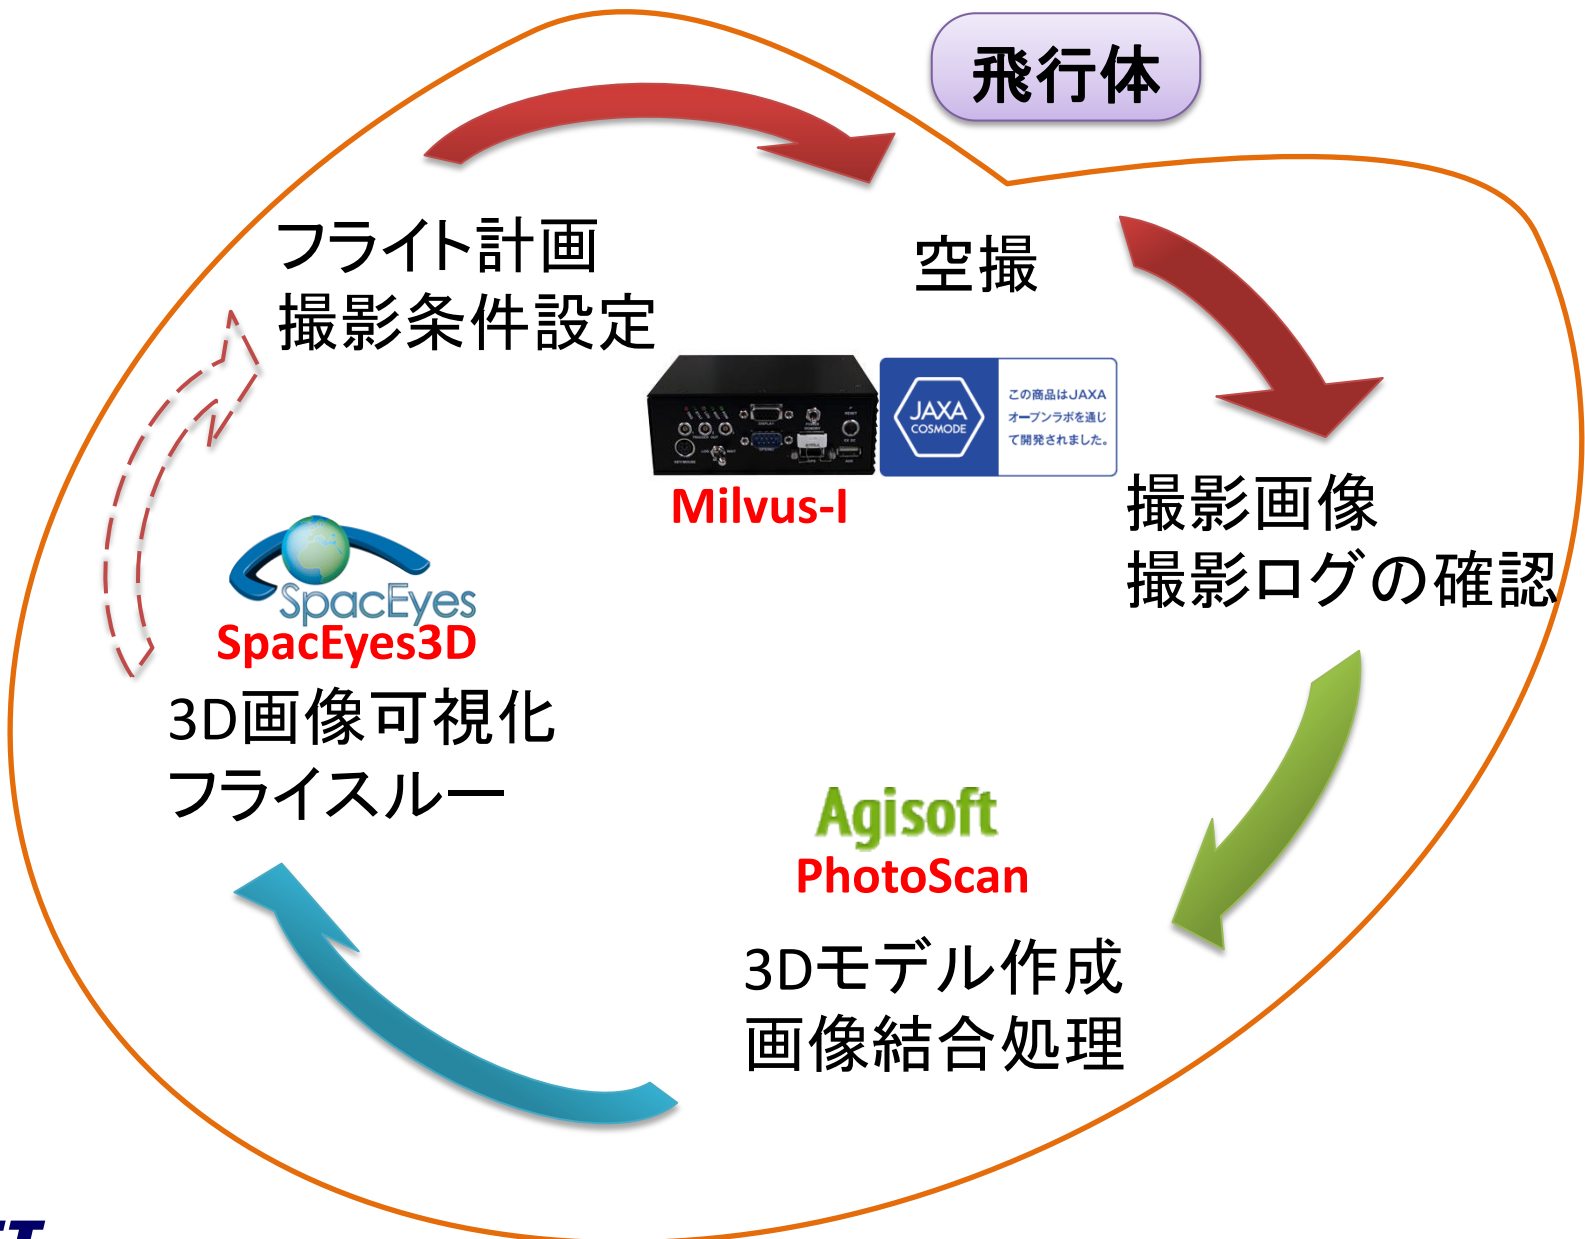 飛行体
フライト計画
撮影条件設定
空撮
JAXA
COSMODE
この商品はJAXA
オープンラボを通じ
て開発されました。
Milvus-I
撮影画像
撮影ログの確認
SpacEyes
SpacEyes3D
3D画像可視化
フライスルー
Agisoft
PhotoScan
3Dモデル作成
画像結合処理